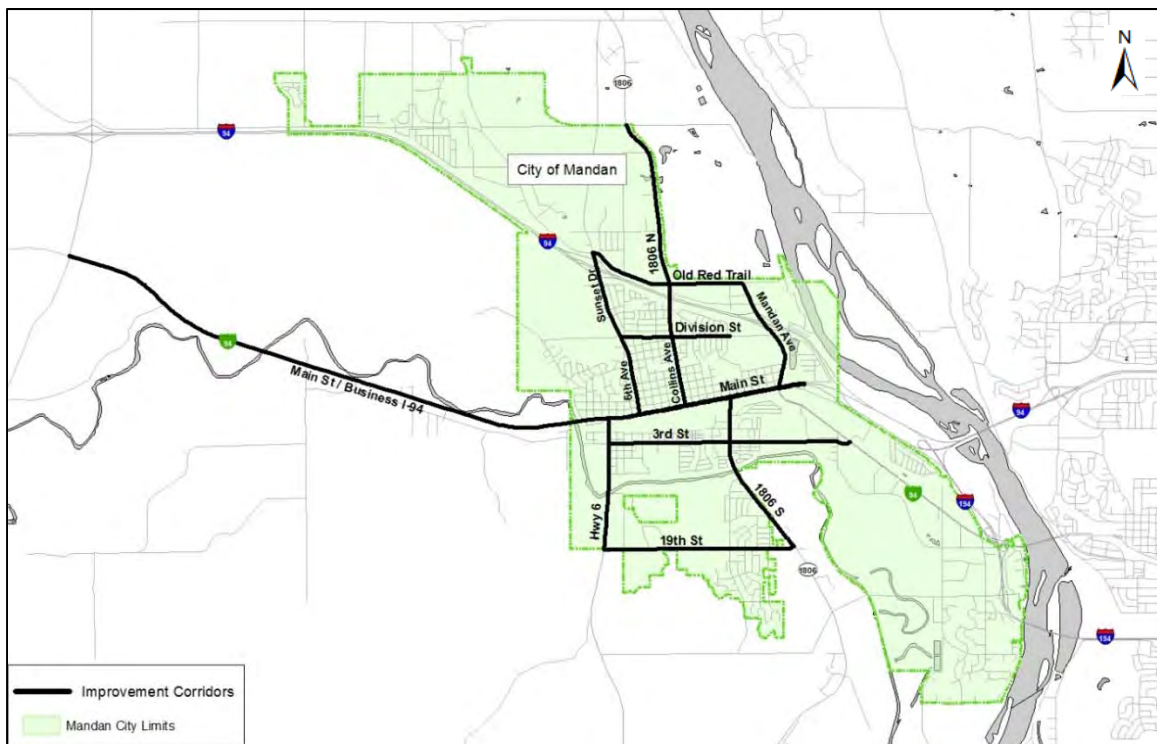 N
1806
94
City of Mandan
94
1806 N
Old Red Trail
Sunset Dr
Mandan Ave
Division St
94
Main St / Business I-94
6th Ave
Collins Ave
Main St
94
3rd St
1806 S
94
194
Hwy 6
19th St
1806
194
Improvement Corridors
Mandan City Limits